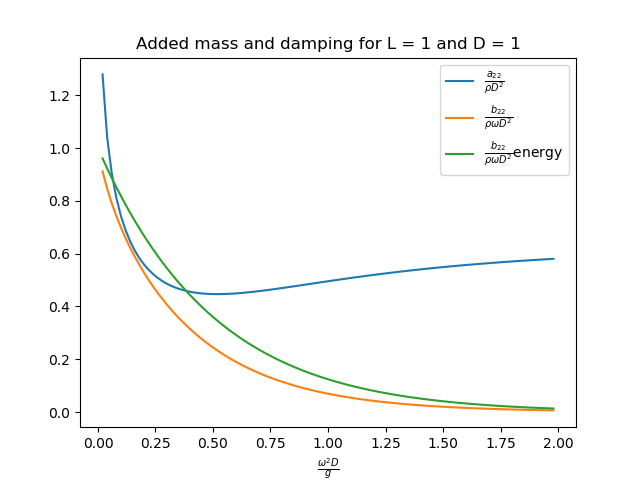 Added mass and damping for L = 1 and D = 1
a₂₂/ρD²
b₂₂/ρωD²
b₂₂/ρωD² energy
1.2
1.0
0.8
0.6
0.4
0.2
0.0
0.00 0.25 0.50 0.75 1.00 1.25 1.50 1.75 2.00
ω²D/g